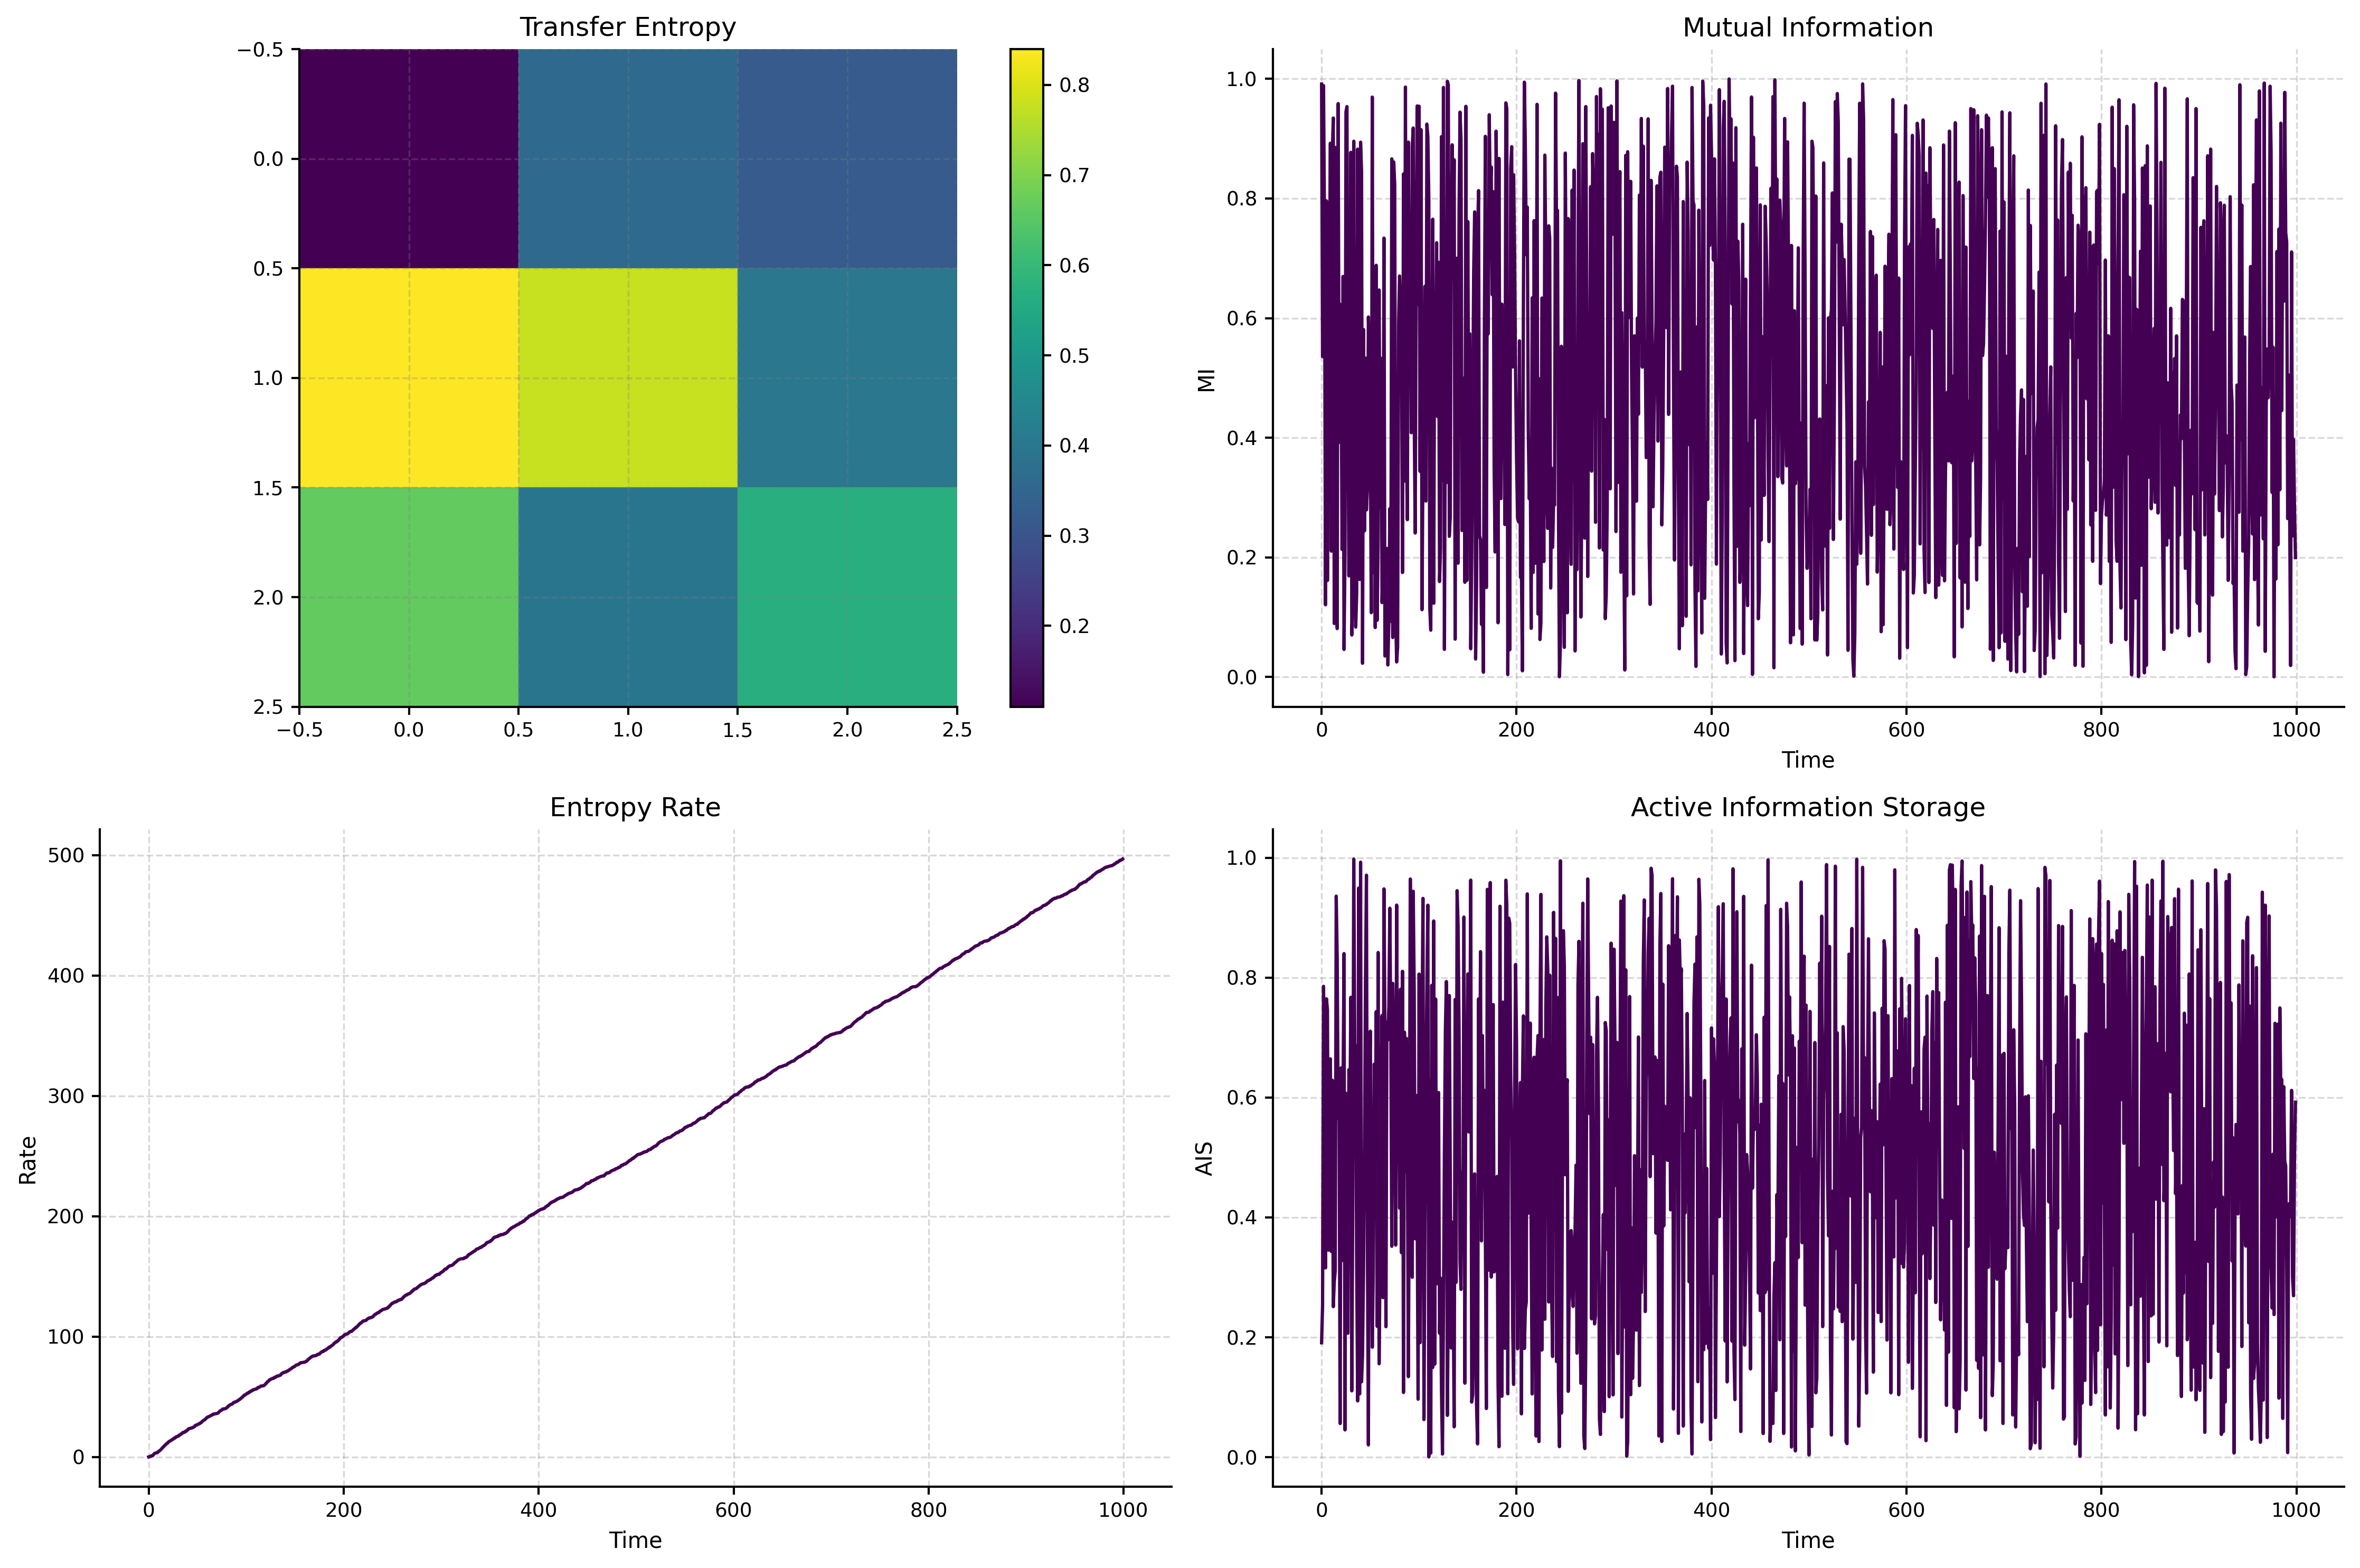 Transfer Entropy
−0.5
0.0
0.5
1.0
1.5
2.0
2.5
−0.5 0.0 0.5 1.0 1.5 2.0 2.5
0.8
0.7
0.6
0.5
0.4
0.3
0.2
Mutual Information
MI
1.0
0.8
0.6
0.4
0.2
0.0
0 200 400 600 800 1000
Time
Entropy Rate
Rate
500
400
300
200
100
0
0 200 400 600 800 1000
Time
Active Information Storage
AIS
1.0
0.8
0.6
0.4
0.2
0.0
0 200 400 600 800 1000
Time